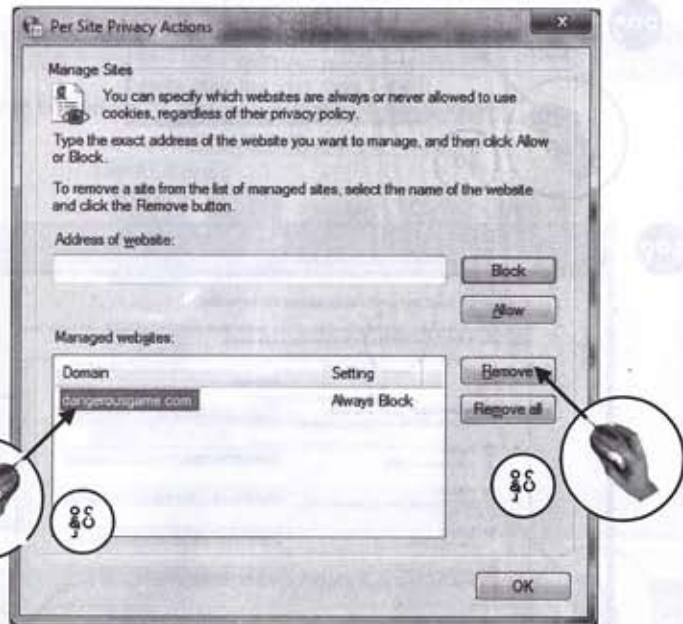 Per Site Privacy Actions
Manage Sites
You can specify which websites are always or never allowed to use
cookies, regardless of their privacy policy.
Type the exact address of the website you want to manage, and then click Allow
or Block.
To remove a site from the list of managed sites, select the name of the website
and click the Remove button.
Address of website:
Block
Allow
Managed websites:
Domain Setting
Remove
dangerousgame.com Always Block
Remove all
နှိပ်
နှိပ်
OK